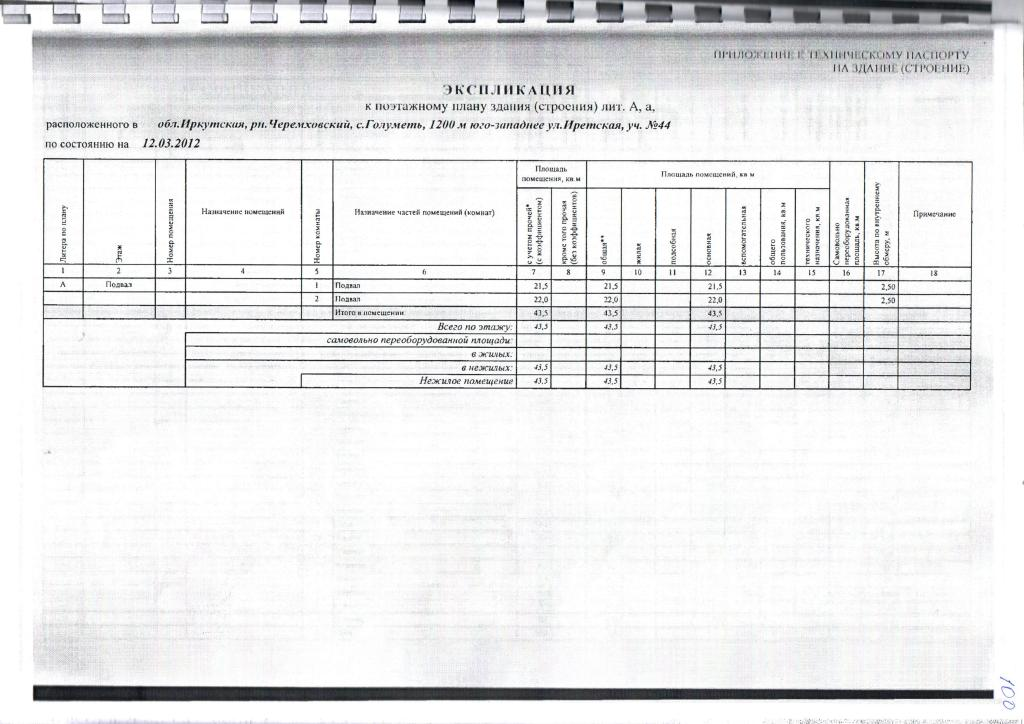 ПРИЛОЖЕНИЕ К ТЕХНИЧЕСКОМУ ПАСПОРТУ
НА ЗДАНИЕ (СТРОЕНИЕ)
ЭКСПЛИКАЦИЯ
к поэтажному плану здания (строения) лит. А, а,
расположенного в обл.Иркутская, рн.Черемховский, с.Голуметь, 1200 м юго-западнее ул.Иретская, уч. №44
по состоянию на 12.03.2012
Литера по плану
Этаж
Номер помещения
Назначение помещений
Номер комнаты
Назначение частей помещений (комнат)
Площадь
помещения, кв.м
с учетом прочей*
(с коэффициентом)
кроме того прочая
(без коэффициентов)
Площадь помещений, кв м
общая**
жилая
подсобная
основная
вспомогательная
общего
пользования, кв м
технического
назначения, кв м
Самовольно
переоборудованная
площадь, кв м
Высота по внутреннему
обмеру, м
Примечание
1 2 3 4 5 6 7 8 9 10 11 12 13 14 15 16 17 18
А Подвал 1 Подвал 21,5 21,5 21,5 2,50
2 Подвал 22,0 22,0 22,0 2,50
Итого в помещении 43,5 43,5 43,5
Всего по этажу: 43,5 43,5 43,5
самовольно переоборудованной площади:
в жилых:
в нежилых: 43,5 43,5 43,5
Нежилое помещение 43,5 43,5 43,5
100